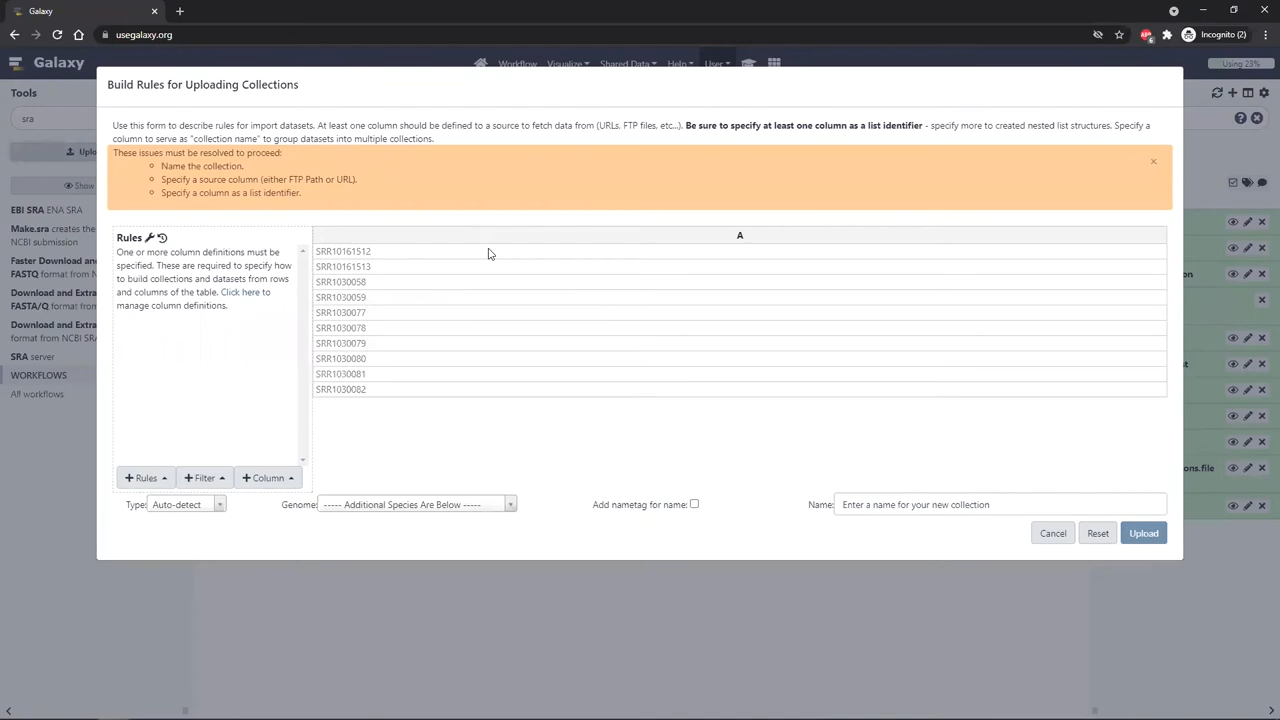 Galaxy
usegalaxy.org
Incognito (2)
Galaxy
Workflow
Visualize
Shared Data
Help
User
Using 23%
Tools
Build Rules for Uploading Collections
sra
Use this form to describe rules for import datasets. At least one column should be defined to a source to fetch data from (URLs, FTP files, etc...). Be sure to specify at least one column as a list identifier - specify more to created nested list structures. Specify a
column to serve as "collection name" to group datasets into multiple collections.
These issues must be resolved to proceed:
Name the collection.
Specify a source column (either FTP Path or URL).
Specify a column as a list identifier.
Uplo
Show
EBI SRA ENA SRA
Make.sra creates the
NCBI submission
Faster Download and
FASTQ format from N
Download and Extra
FASTA/Q format from
Download and Extra
format from NCBI SRA
SRA server
WORKFLOWS
All workflows
Rules
One or more column definitions must be
specified. These are required to specify how
to build collections and datasets from rows
and columns of the table. Click here to
manage column definitions.
A
SRR10161512
SRR10161513
SRR1030058
SRR1030059
SRR1030077
SRR1030078
SRR1030079
SRR1030080
SRR1030081
SRR1030082
on
t
ons.file
Rules
Filter
Column
Type: Auto-detect
Genome: ----- Additional Species Are Below -----
Add nametag for name:
Name: Enter a name for your new collection
Cancel
Reset
Upload